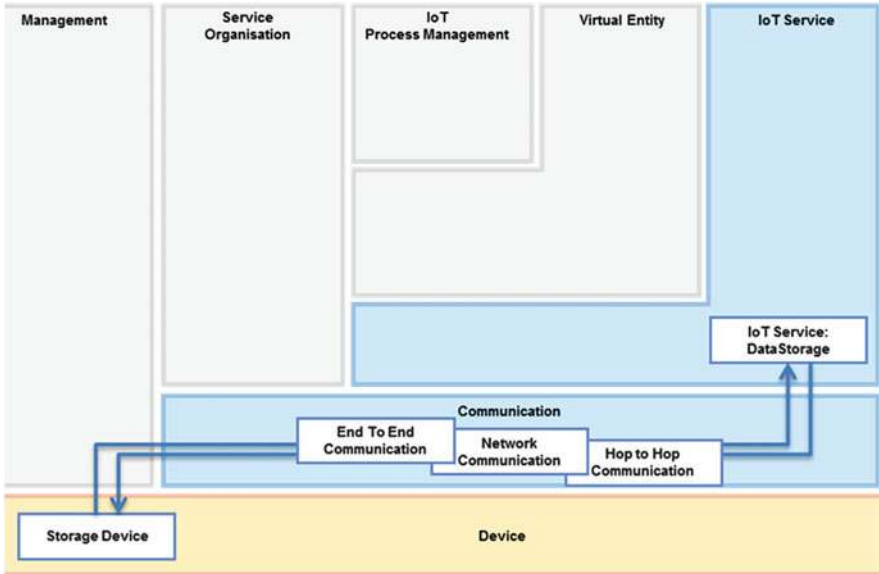 Management
Service
Organisation
IoT
Process Management
Virtual Entity
IoT Service
IoT Service:
DataStorage
Communication
End To End
Communication
Network
Communication
Hop to Hop
Communication
Storage Device
Device